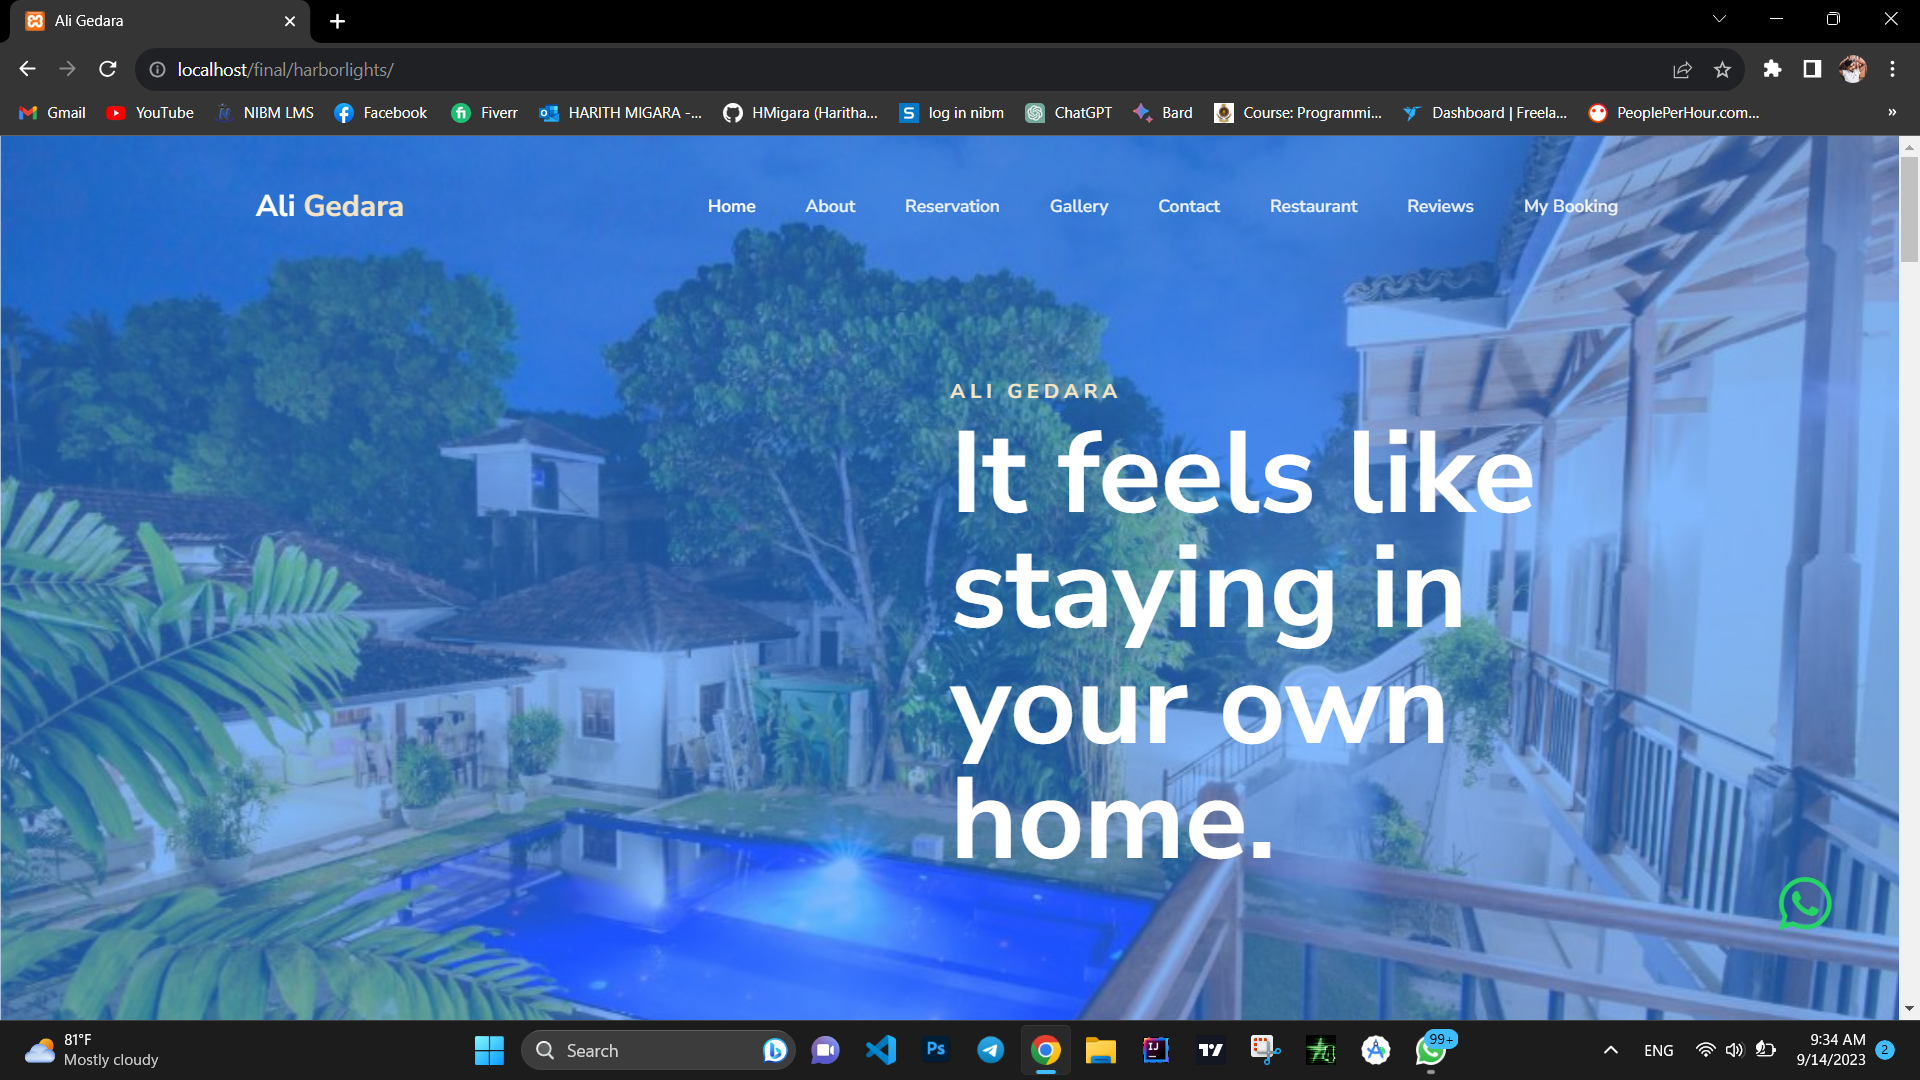 Ali Gedara
localhost/final/harborlights/
Gmail YouTube NIBM LMS Facebook Fiverr HARITH MIGARA -... HMigara (Haritha... log in nibm ChatGPT Bard Course: Programmi... Dashboard | Freela... PeoplePerHour.com... »
Ali Gedara
Home About Reservation Gallery Contact Restaurant Reviews My Booking
ALI GEDARA
It feels like
staying in
your own
home.
81°F
Mostly cloudy
Search
Ps
IJ
99+
ENG
9:34 AM
9/14/2023
2